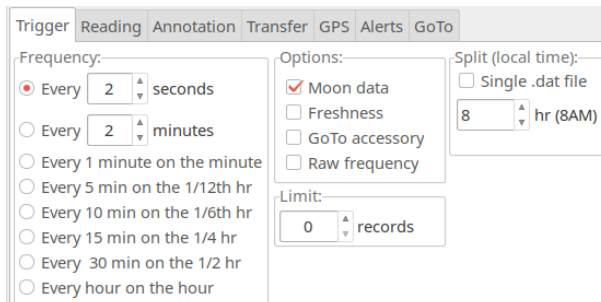 Trigger Reading Annotation Transfer GPS Alerts GoTo
Frequency:
Every 2 seconds
Every 2 minutes
Every 1 minute on the minute
Every 5 min on the 1/12th hr
Every 10 min on the 1/6th hr
Every 15 min on the 1/4 hr
Every 30 min on the 1/2 hr
Every hour on the hour
Options:
Moon data
Freshness
GoTo accessory
Raw frequency
Limit:
0 records
Split (local time):
Single .dat file
8 hr (8AM)